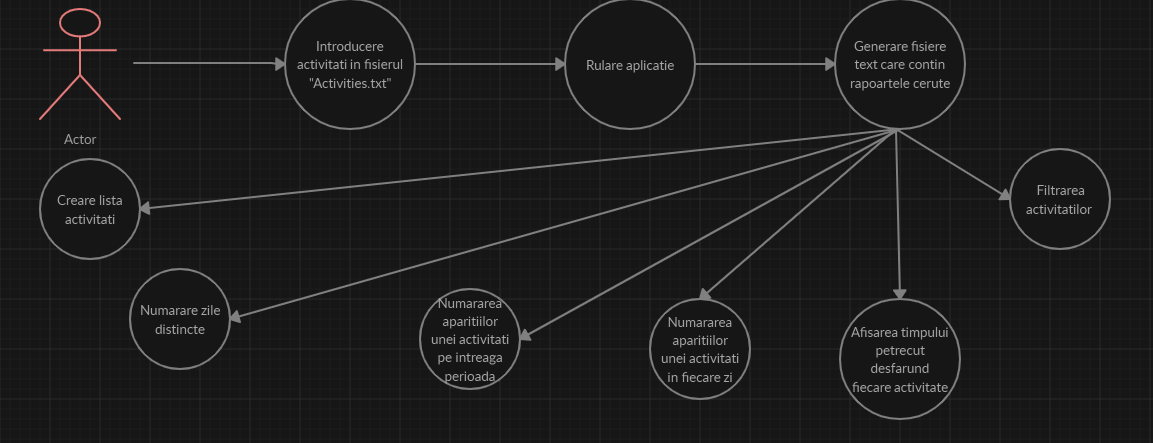 Introducere
activitati in fisierul
"Activities.txt"
Rulare aplicatie
Generare fisiere
text care contin
rapoartele cerute
Actor
Creare lista
activitati
Filtrarea
activitatilor
Numarare zile
distincte
Numararea
aparitiilor
unei activitati
pe intreaga
perioada
Numararea
aparitiilor
unei activitati
in fiecare zi
Afisarea timpului
petrecut
desfarund
fiecare activitate